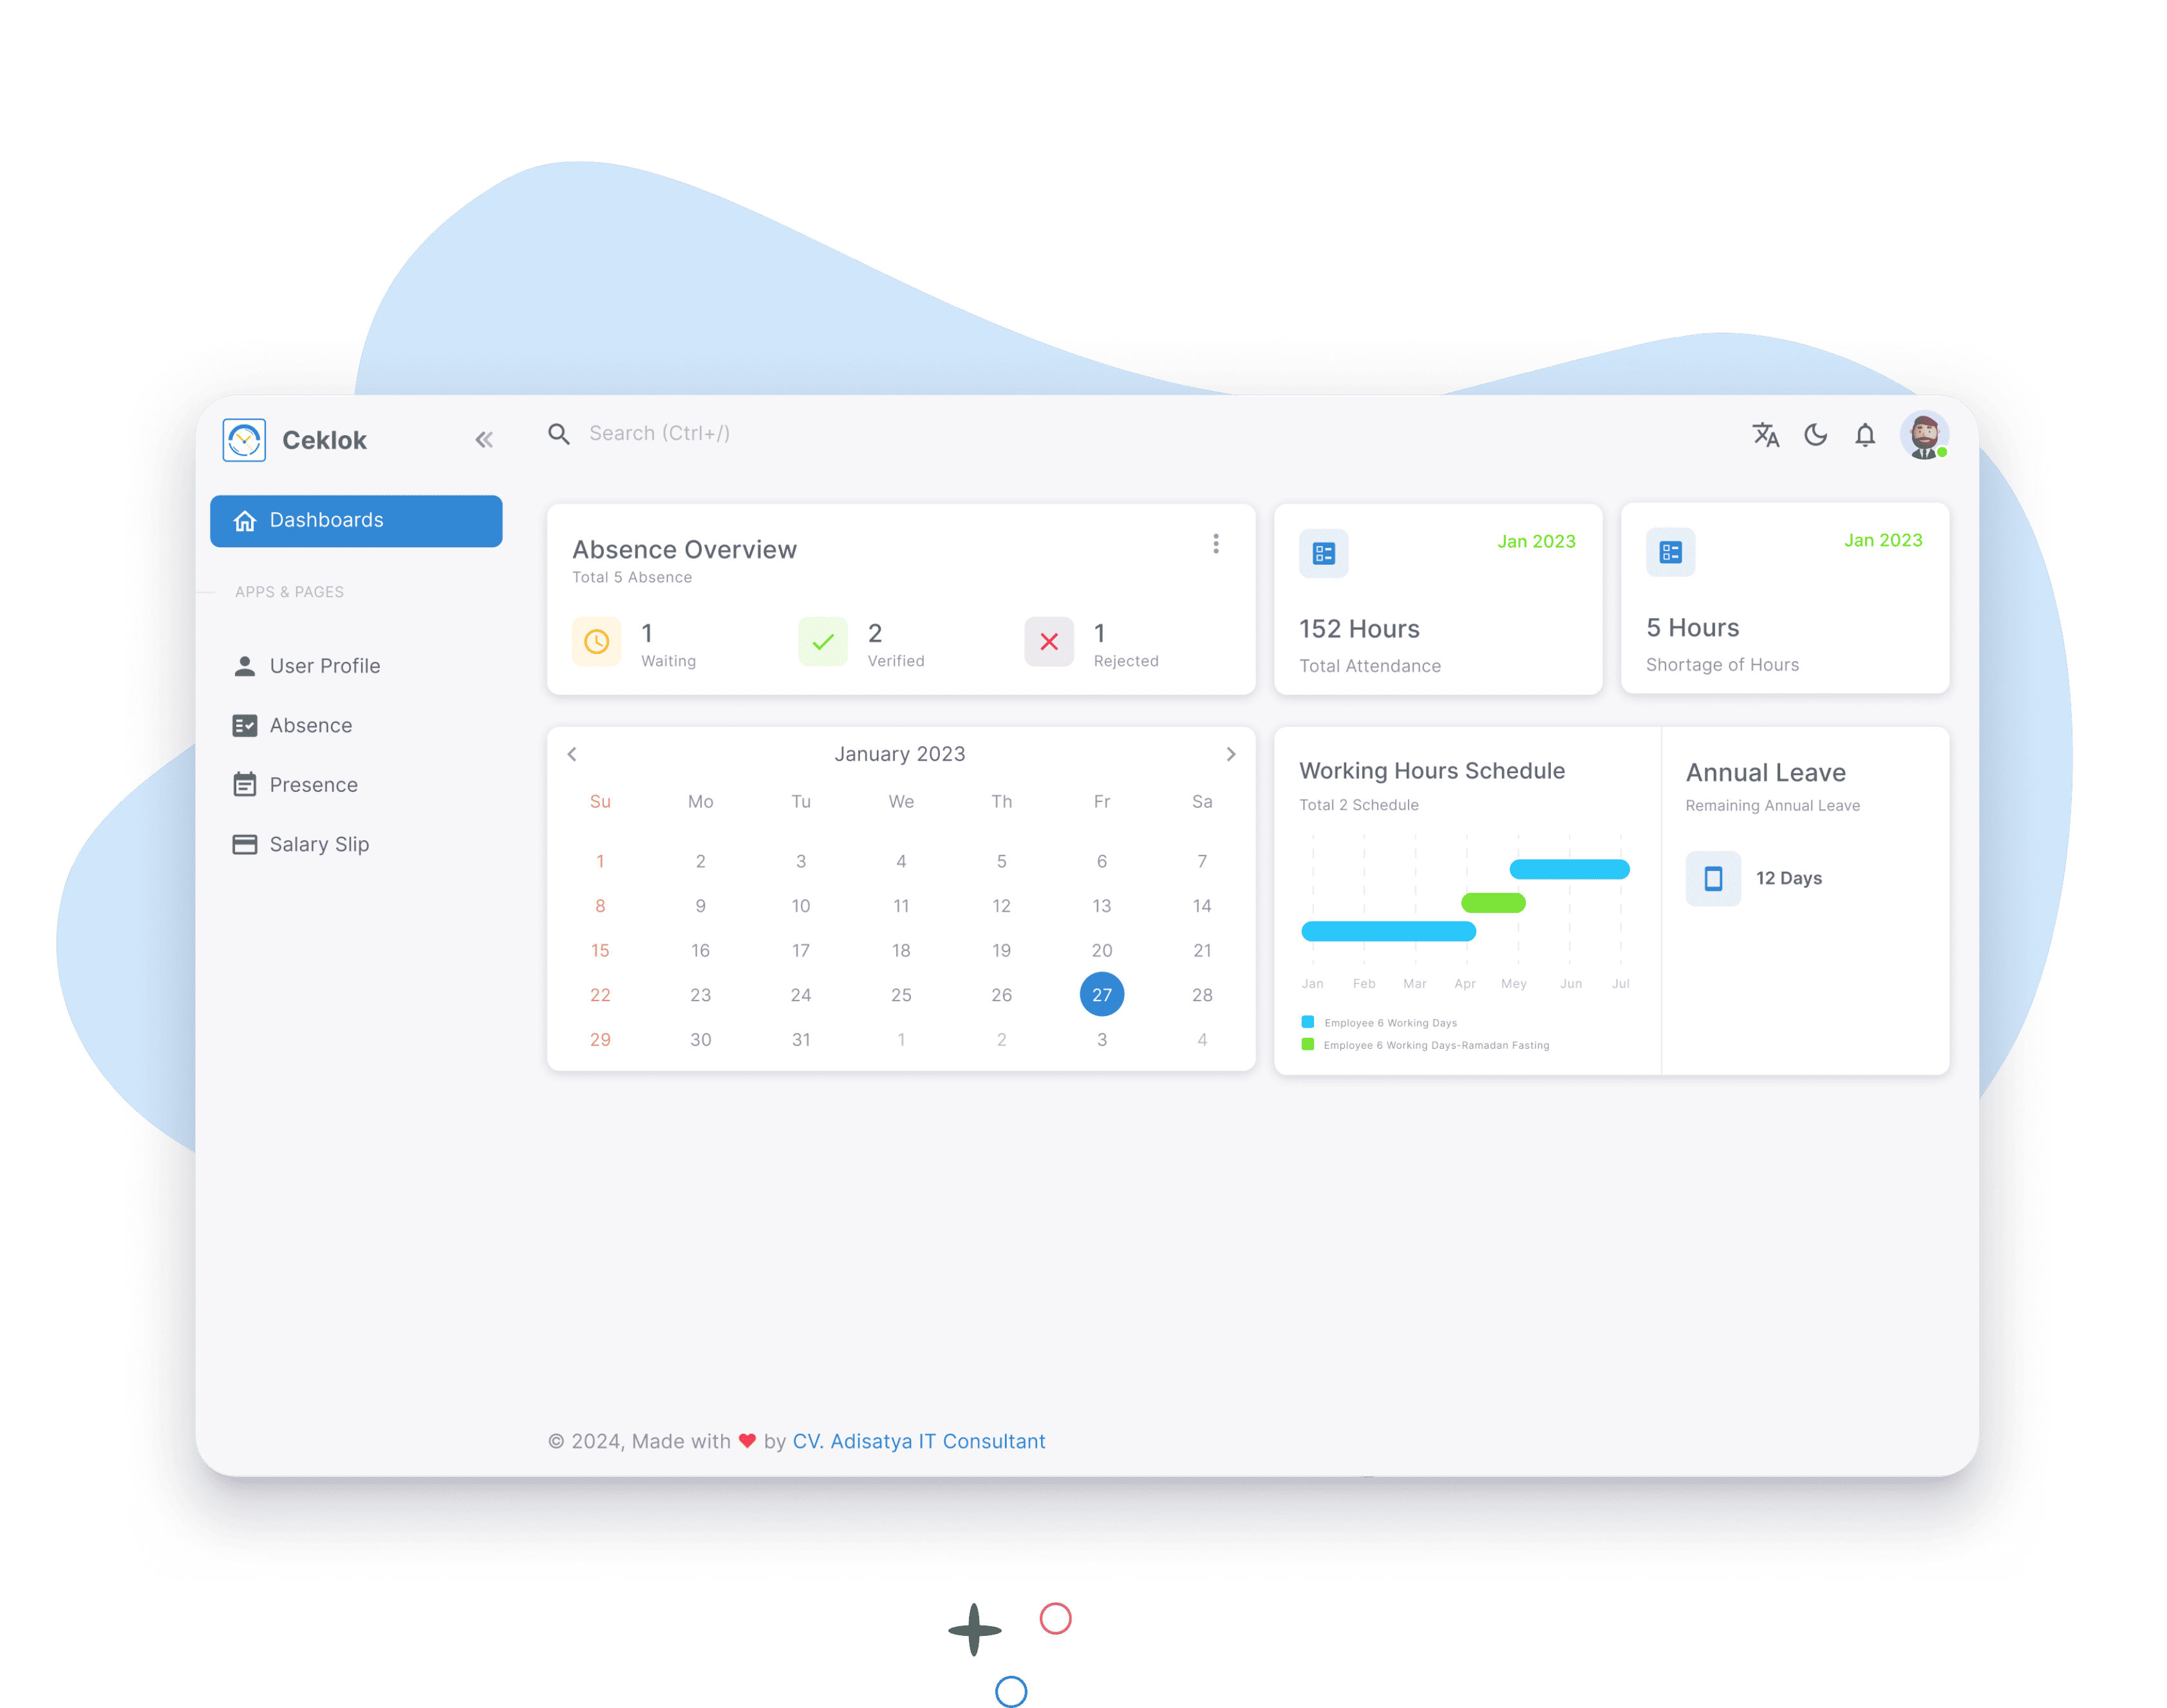 Ceklok
Search (Ctrl+/)
Dashboards
APPS & PAGES
User Profile
Absence
Presence
Salary Slip
Absence Overview
Total 5 Absence
1
Waiting
2
Verified
1
Rejected
Jan 2023
152 Hours
Total Attendance
Jan 2023
5 Hours
Shortage of Hours
January 2023
Su Mo Tu We Th Fr Sa
1 2 3 4 5 6 7
8 9 10 11 12 13 14
15 16 17 18 19 20 21
22 23 24 25 26 27 28
29 30 31 1 2 3 4
Working Hours Schedule
Total 2 Schedule
Jan Feb Mar Apr Mey Jun Jul
Employee 6 Working Days
Employee 6 Working Days-Ramadan Fasting
Annual Leave
Remaining Annual Leave
12 Days
© 2024, Made with ❤ by CV. Adisatya IT Consultant